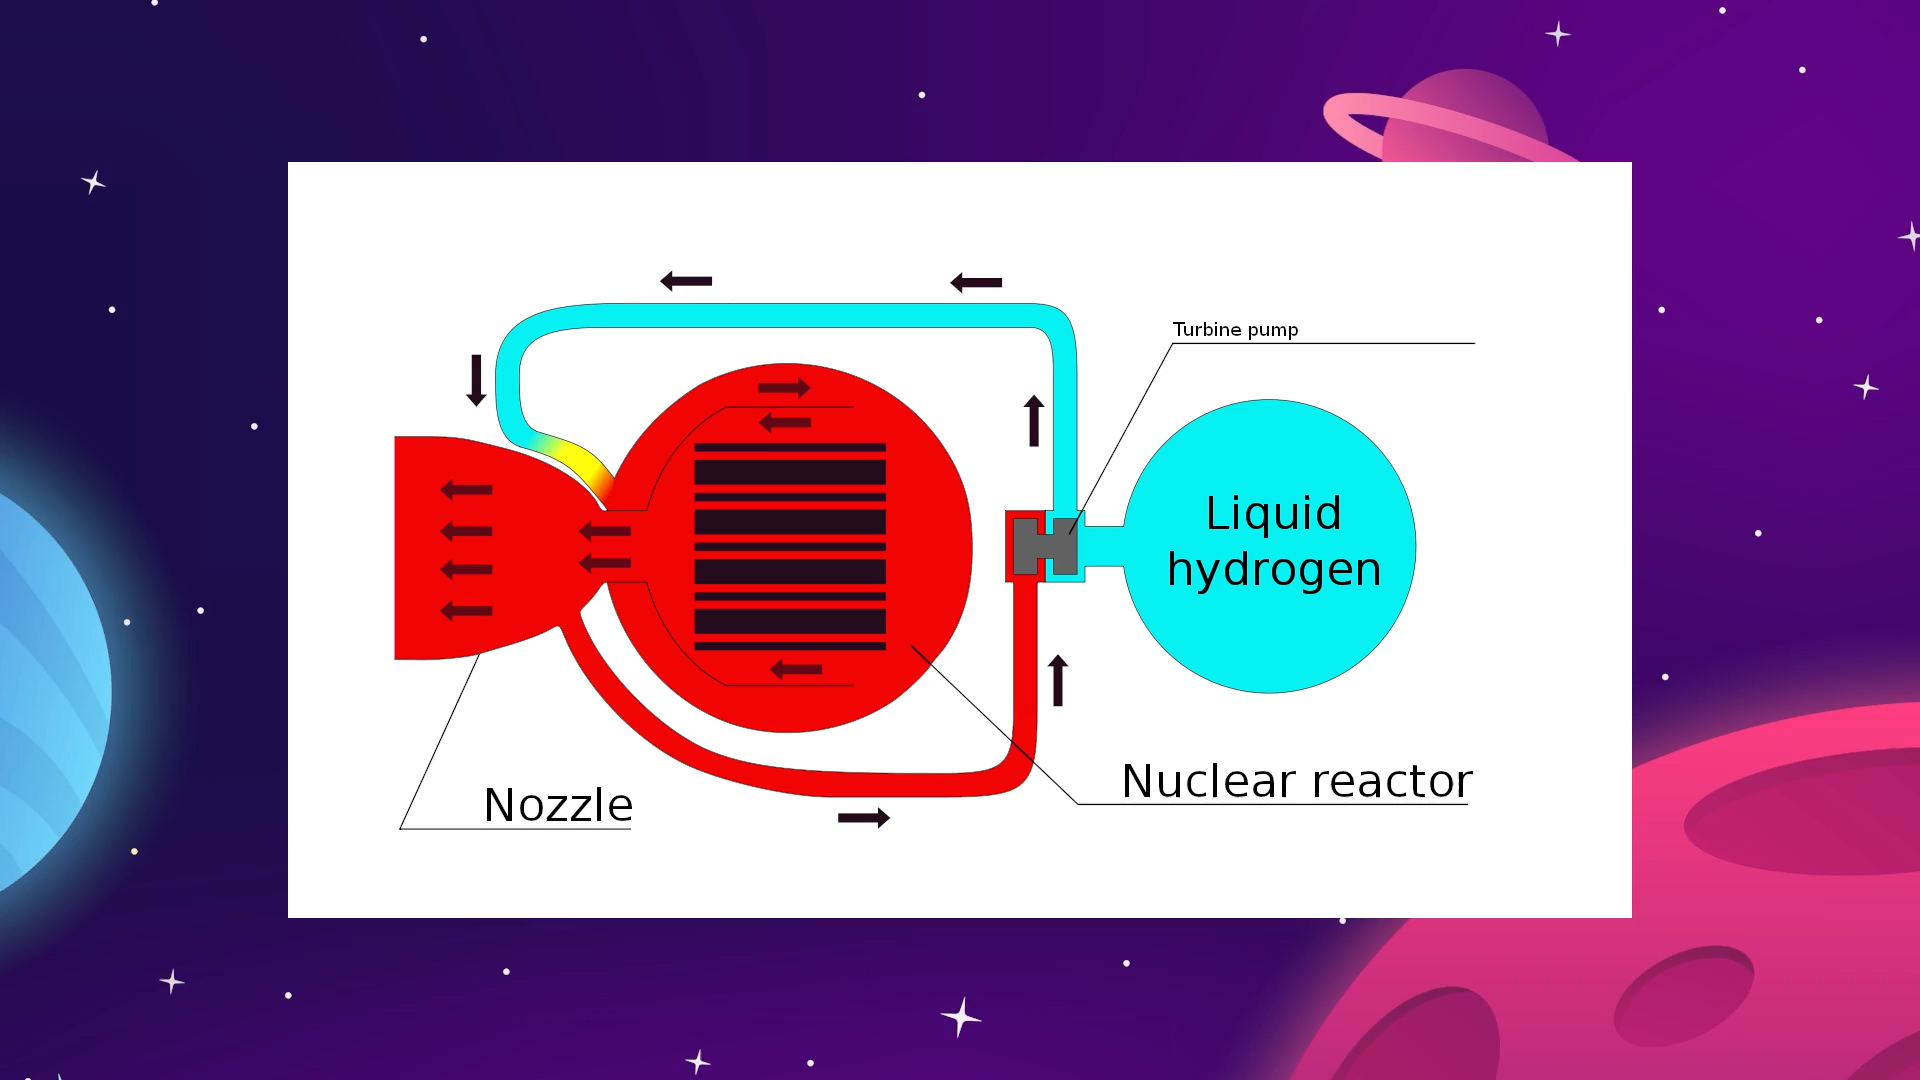 Turbine pump
Liquid
hydrogen
Nuclear reactor
Nozzle